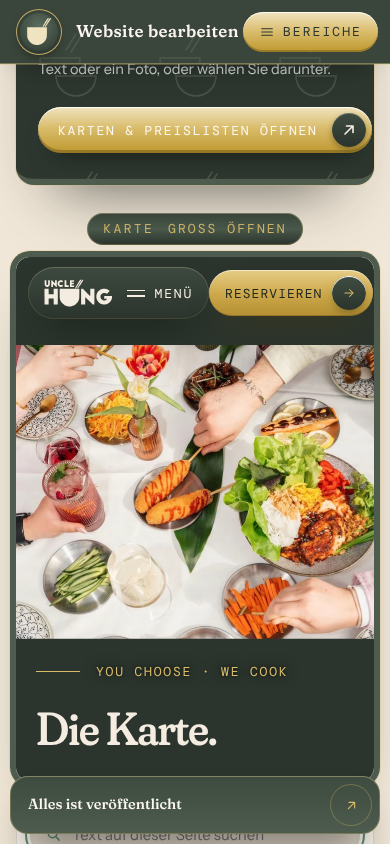 Website bearbeiten
BEREICHE
Text oder ein Foto, oder wählen Sie darunter.
KARTEN & PREISLISTEN ÖFFNEN
KARTE GROSS ÖFFNEN
UNCLE HUNG
MENÜ
RESERVIEREN
YOU CHOOSE · WE COOK
Die Karte.
Alles ist veröffentlicht
Text auf dieser Seite suchen